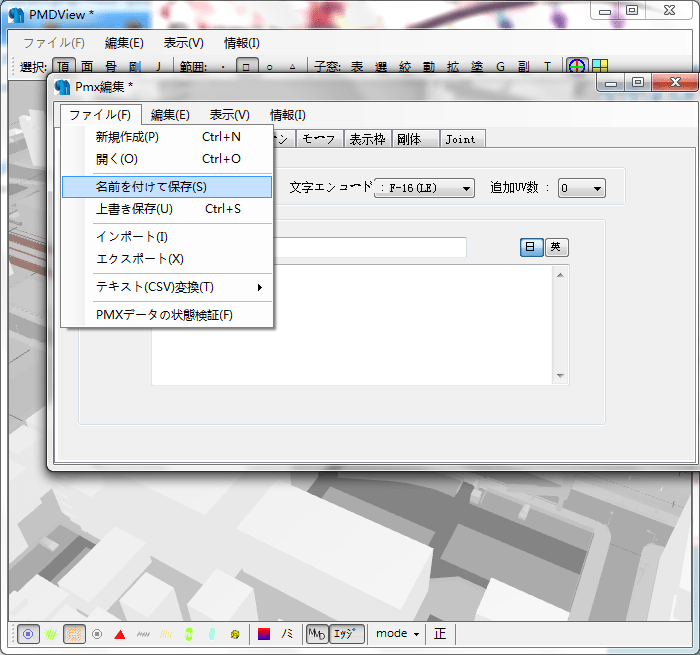 PMDView *
ファイル(F) 編集(E) 表示(V) 情報(I)
選択: 頂 面 骨 剛 J 範囲: ・ □ ○ △ 子窓: 表 選 絞 動 拡 塗 G 副 T
Pmx編集 *
ファイル(F) 編集(E) 表示(V) 情報(I)
ン モーフ 表示枠 剛体 Joint
新規作成(P) Ctrl+N
開く(O) Ctrl+O
名前を付けて保存(S)
上書き保存(U) Ctrl+S
インポート(I)
エクスポート(X)
テキスト(CSV)変換(T)
PMXデータの状態検証(F)
文字エンコード : F-16(LE) 追加UV数 : 0
日 英
ノミ MMD エッジ mode 正